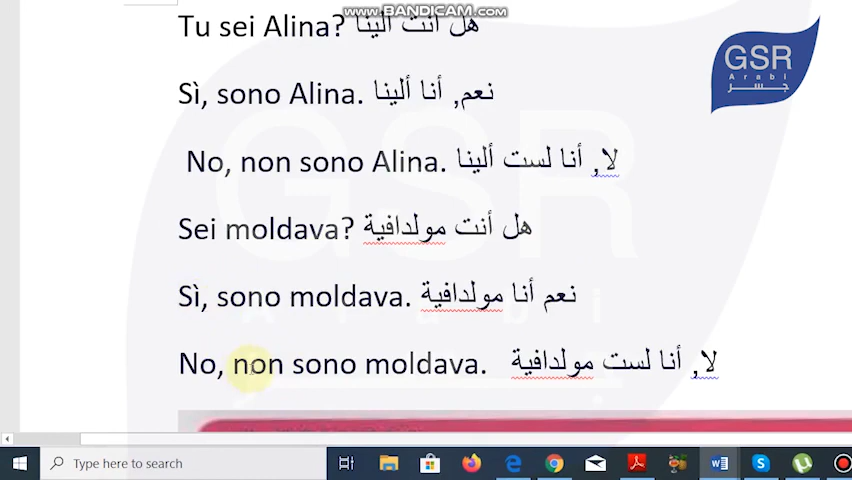 WWW.BANDICAM.COM
Tu sei Alina? هل أنت ألينا
GSR
Arabi
جسر
Sì, sono Alina. نعم, أنا ألينا
No, non sono Alina. لا, أنا لست ألينا
Sei moldava? هل أنت مولدافية
Sì, sono moldava. نعم أنا مولدافية
No, non sono moldava. لا, أنا لست مولدافية
Type here to search